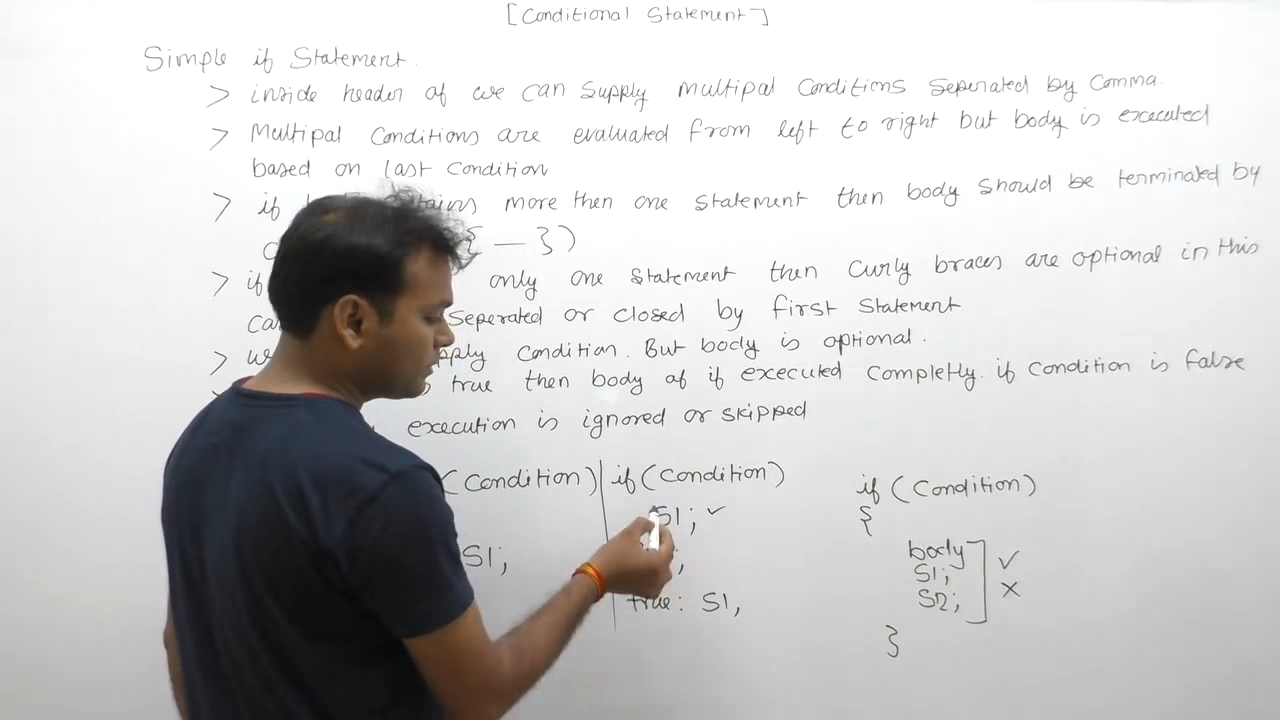 [Conditional Statement]
Simple if Statement:
> inside header of we can supply multipal conditions seperated by comma.
> Multipal conditions are evaluated from left to right but body is executed
based on last condition
> if more then one statement then body should be terminated by
{ — })
> if only one statement then curly braces are optional in this
seperated or closed by first statement
> condition. But body is optional.
true then body of if executed completly. if condition is false
execution is ignored or skipped
(Condition) if (Condition) if (Condition)
S1; ✓ {
S1; ; body ✓
S1; X
true: S1, S2;
}